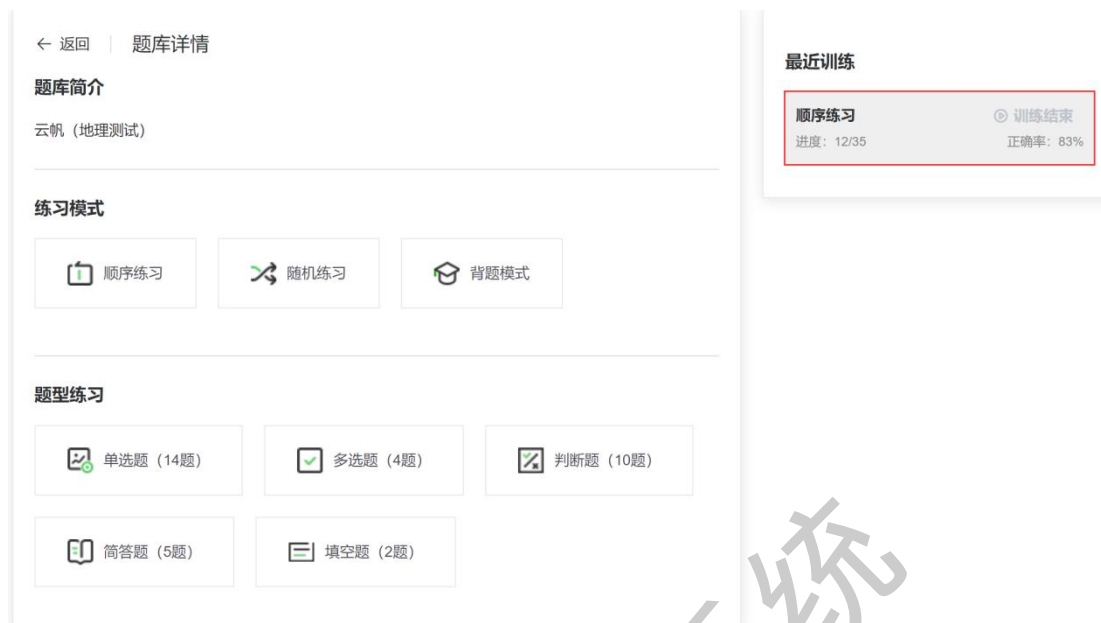 ← 返回 | 题库详情
题库简介
云帆（地理测试）
练习模式
顺序练习 随机练习 背题模式
题型练习
单选题（14题） 多选题（4题） 判断题（10题）
简答题（5题） 填空题（2题）
最近训练
顺序练习 训练结束
进度：12/35 正确率：83%
统